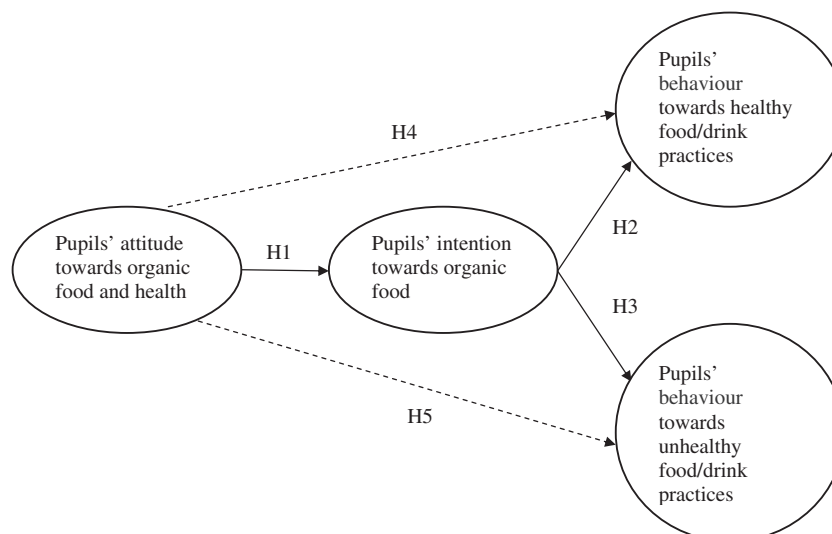 Pupils'
behaviour
towards healthy
food/drink
practices
H4
Pupils' attitude
towards organic
food and health
H1
Pupils' intention
towards organic
food
H2
H3
H5
Pupils'
behaviour
towards
unhealthy
food/drink
practices